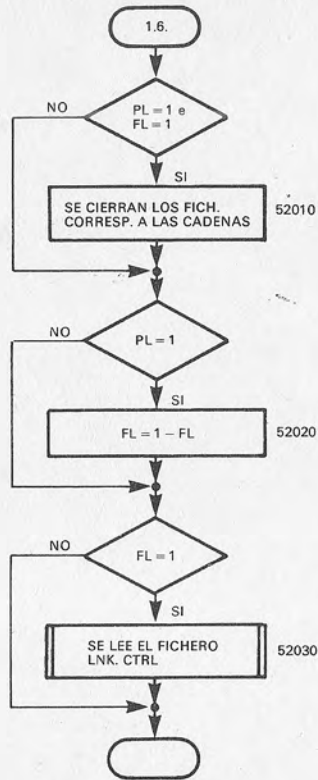 1.6.
PL = 1 e
FL = 1
NO
SI
SE CIERRAN LOS FICH.
CORRESP. A LAS CADENAS
52010
NO
PL = 1
SI
FL = 1 – FL
52020
NO
FL = 1
SI
SE LEE EL FICHERO
LNK. CTRL
52030